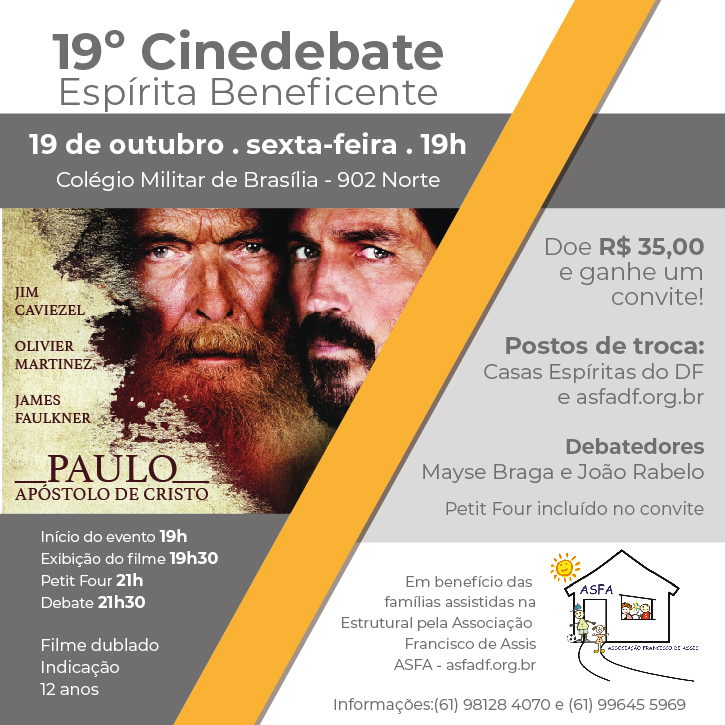 19º Cinedebate
Espírita Beneficente
19 de outubro . sexta-feira . 19h
Colégio Militar de Brasília - 902 Norte
JIM
CAVIEZEL
OLIVIER
MARTINEZ
JAMES
FAULKNER
__PAULO__
APÓSTOLO DE CRISTO
Doe R$ 35,00
e ganhe um
convite!
Postos de troca:
Casas Espíritas do DF
e asfadf.org.br
Debatedores
Mayse Braga e João Rabelo
Petit Four incluído no convite
Início do evento 19h
Exibição do filme 19h30
Petit Four 21h
Debate 21h30
Filme dublado
Indicação
12 anos
Em benefício das
famílias assistidas na
Estrutural pela Associação
Francisco de Assis
ASFA - asfadf.org.br
ASFA
ASSOCIAÇÃO FRANCISCO DE ASSIS
Informações:(61) 98128 4070 e (61) 99645 5969